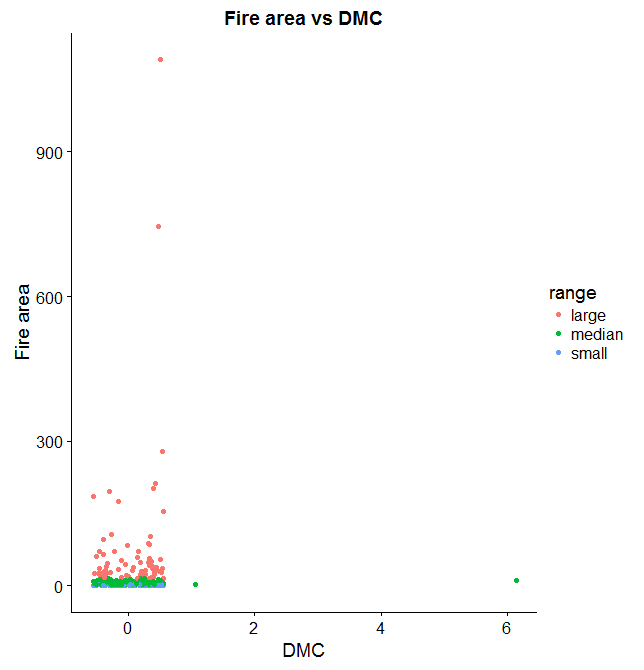 Fire area vs DMC
900
600
300
0
Fire area
0 2 4 6
DMC
range
large
median
small